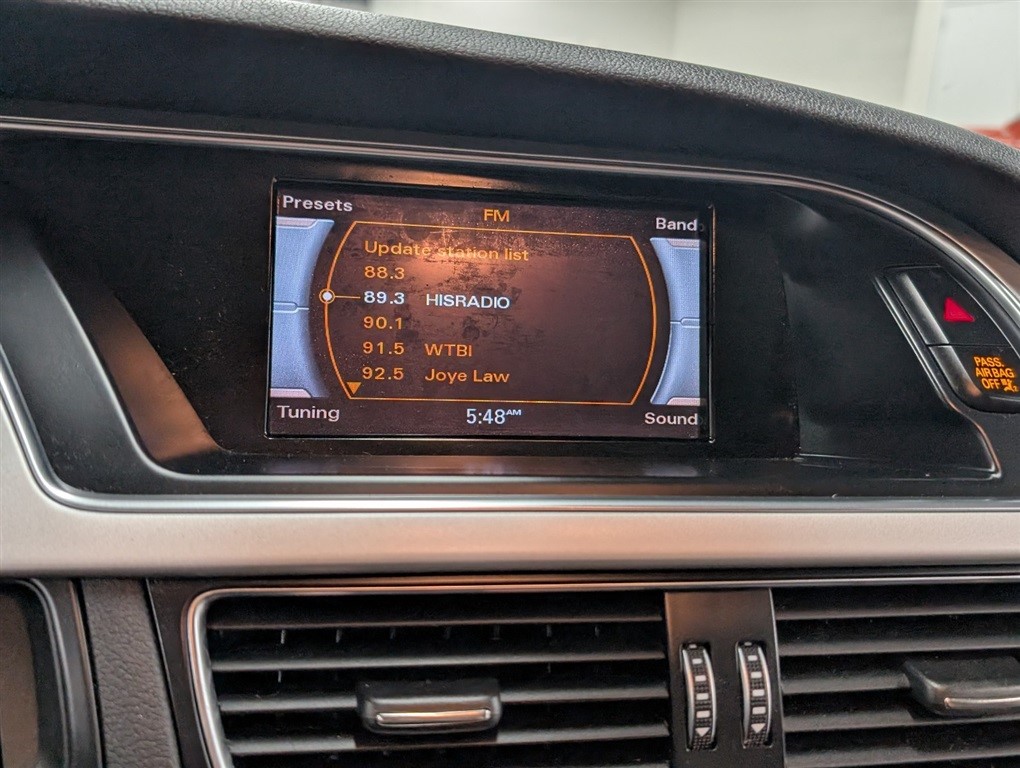 Presets
FM
Band
Update station list
88.3
89.3 HISRADIO
90.1
91.5 WTBI
92.5 Joye Law
Tuning
5:48AM
Sound
PASS.
AIR BAG
OFF